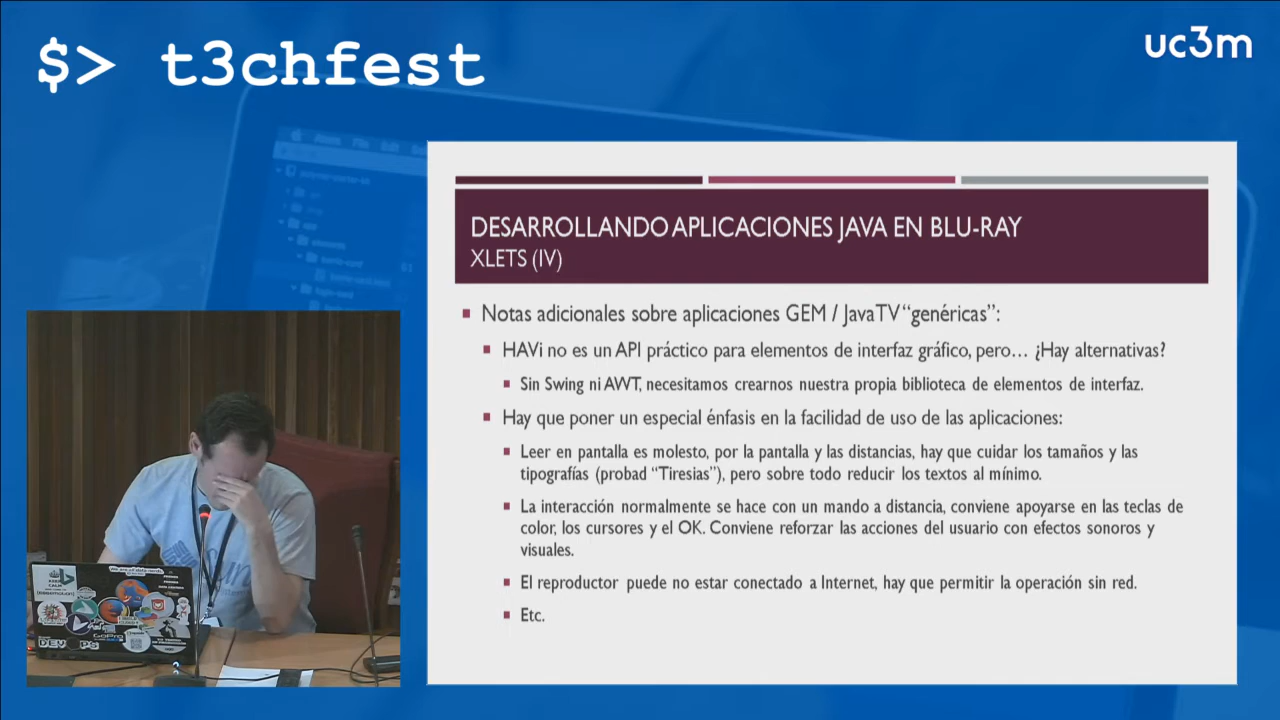 $> t3chfest
uc3m
DESARROLLANDO APLICACIONES JAVA EN BLU-RAY
XLETS (IV)
Notas adicionales sobre aplicaciones GEM / JavaTV “genéricas”:
HAVi no es un API práctico para elementos de interfaz gráfico, pero… ¿Hay alternativas?
Sin Swing ni AWT, necesitamos crearnos nuestra propia biblioteca de elementos de interfaz.
Hay que poner un especial énfasis en la facilidad de uso de las aplicaciones:
Leer en pantalla es molesto, por la pantalla y las distancias, hay que cuidar los tamaños y las
tipografías (probad “Tiresias”), pero sobre todo reducir los textos al mínimo.
La interacción normalmente se hace con un mando a distancia, conviene apoyarse en las teclas de
color, los cursores y el OK. Conviene reforzar las acciones del usuario con efectos sonoros y
visuales.
El reproductor puede no estar conectado a Internet, hay que permitir la operación sin red.
Etc.
GoPro